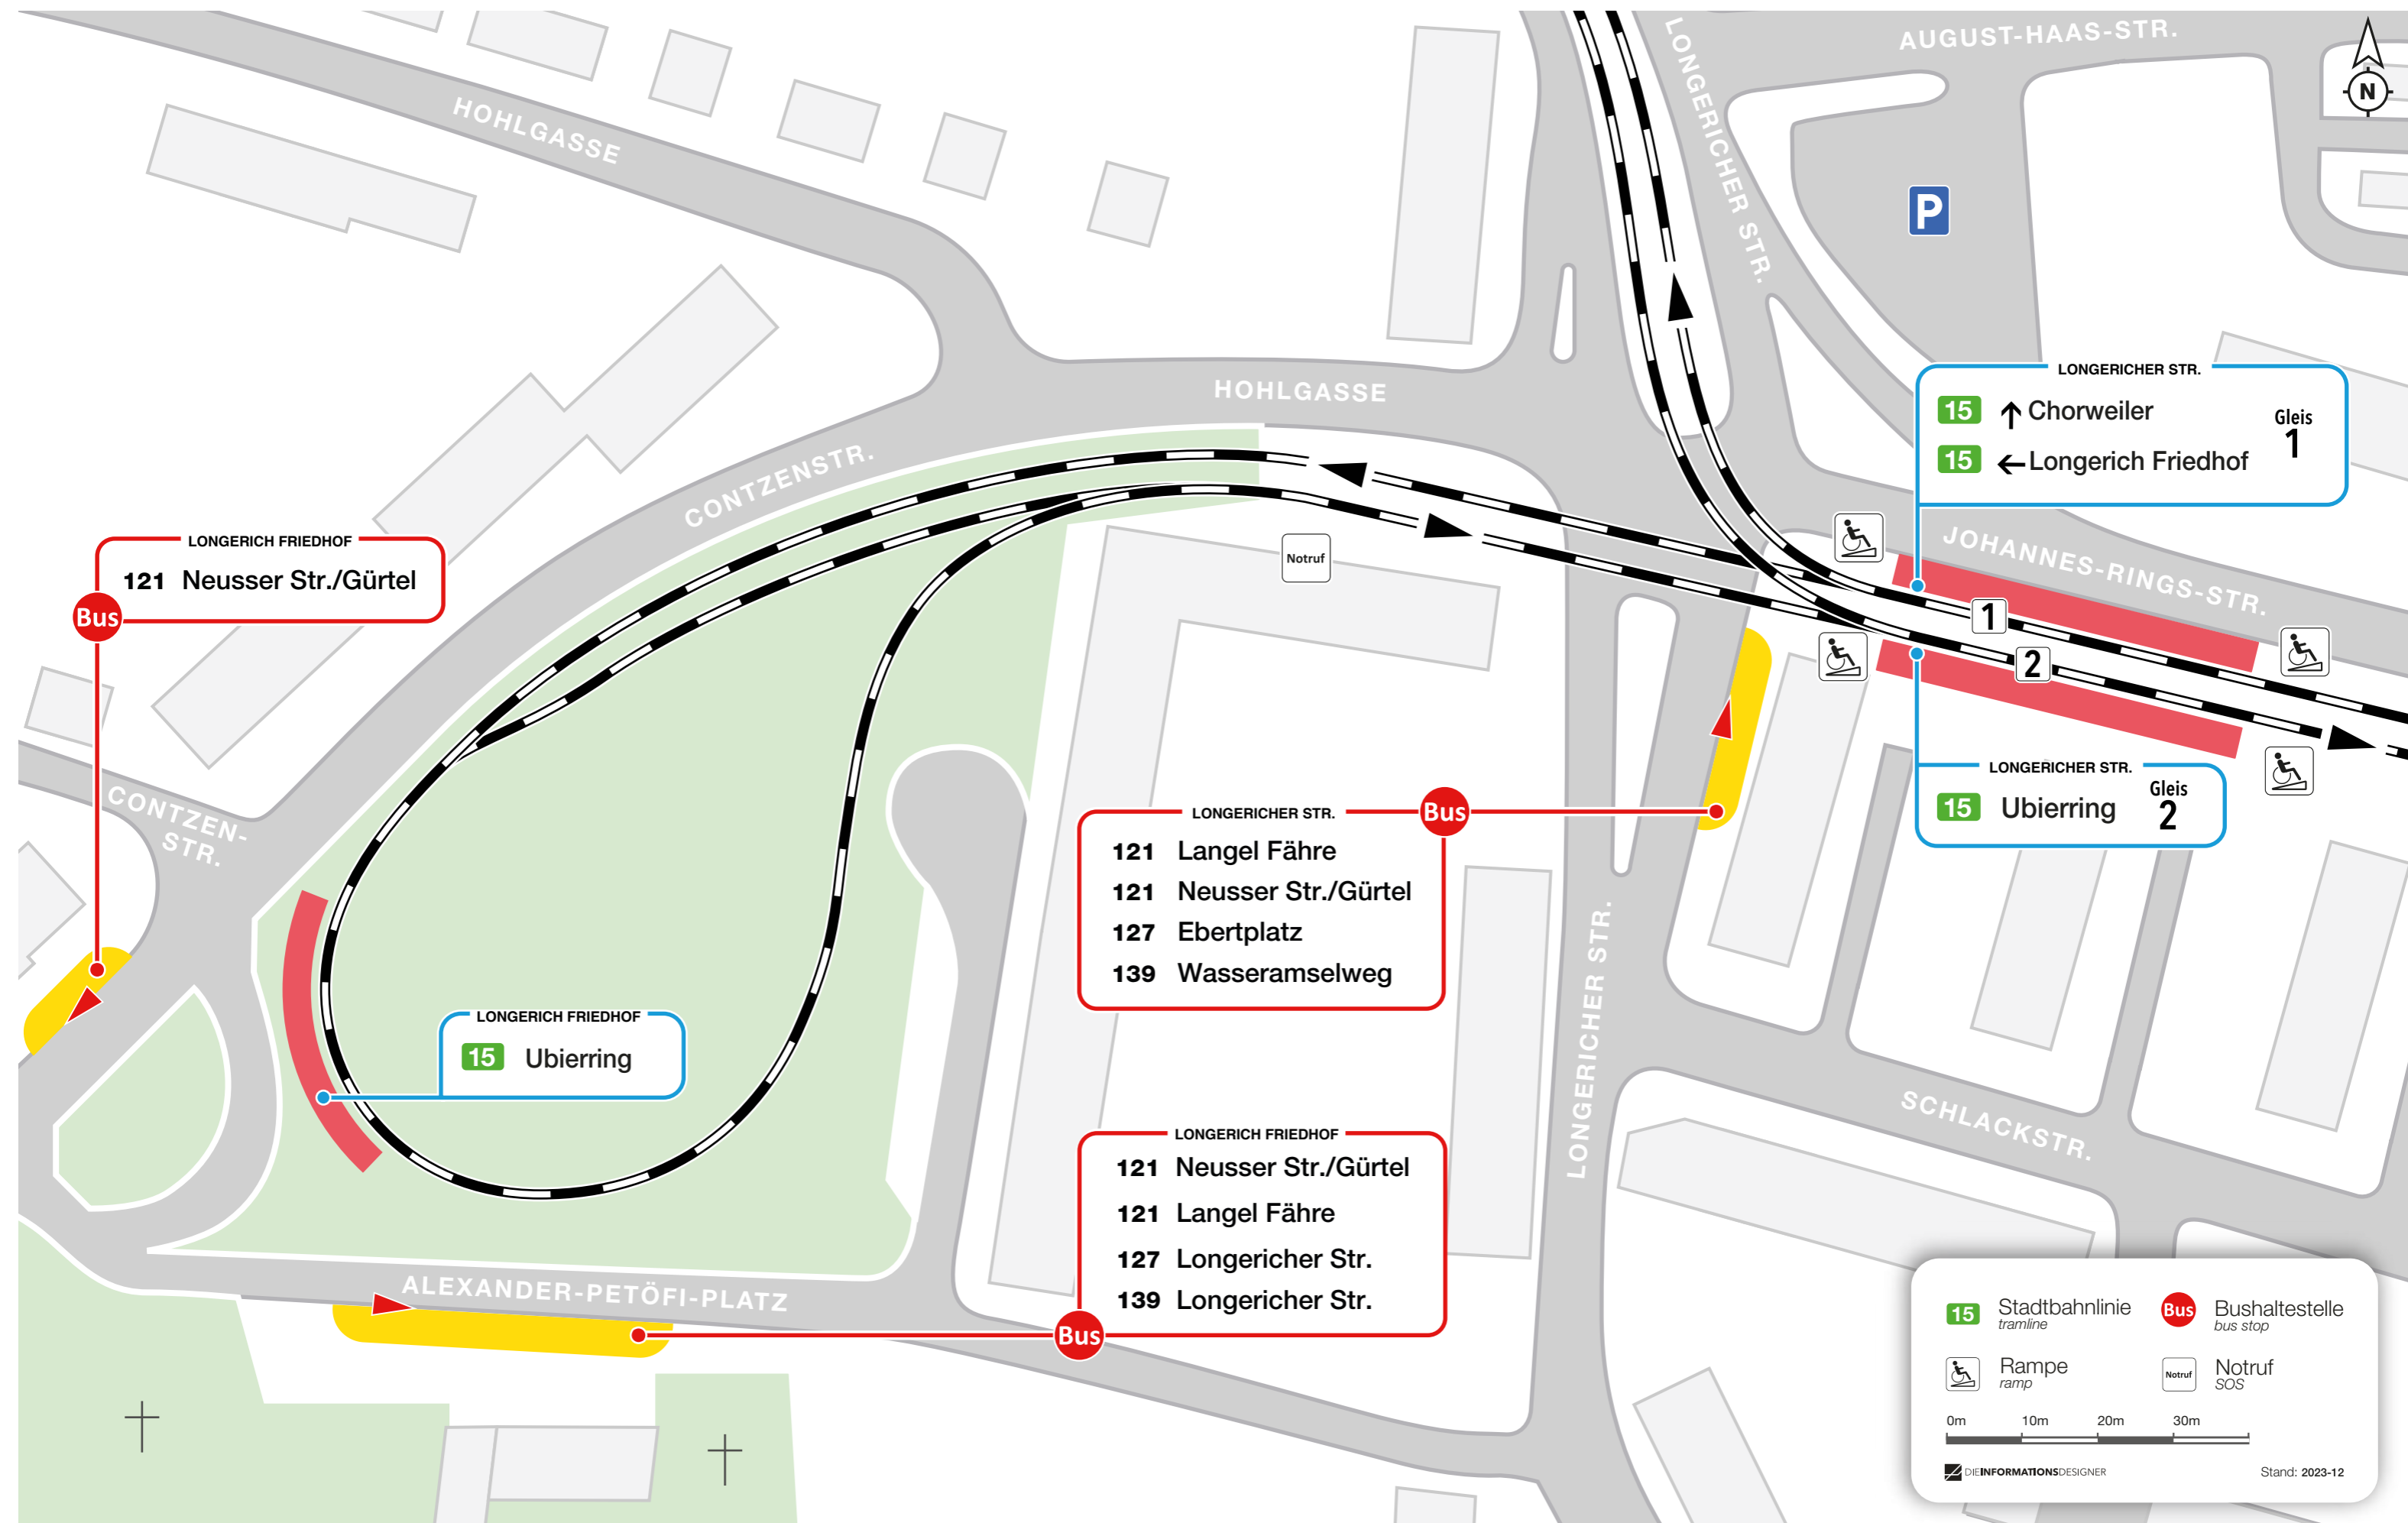 AUGUST-HAAS-STR.
LONGERICHER STR.
N
HOHLGASSE
P
HOHLGASSE
LONGERICHER STR.
15 ↑ Chorweiler
15 ← Longerich Friedhof
Gleis
1
CONTZENSTR.
JOHANNES-RINGS-STR.
Notruf
LONGERICH FRIEDHOF
121 Neusser Str./Gürtel
Bus
1
2
LONGERICHER STR.
15 Ubierring
Gleis
2
CONTZEN-
STR.
LONGERICHER STR.
Bus
121 Langel Fähre
121 Neusser Str./Gürtel
127 Ebertplatz
139 Wasseramselweg
LONGERICHER STR.
LONGERICH FRIEDHOF
15 Ubierring
SCHLACKSTR.
LONGERICH FRIEDHOF
121 Neusser Str./Gürtel
121 Langel Fähre
127 Longericher Str.
139 Longericher Str.
Bus
ALEXANDER-PETÖFI-PLATZ
15 Stadtbahnlinie
tramline
Bus Bushaltestelle
bus stop
Rampe
ramp
Notruf Notruf
SOS
0m 10m 20m 30m
DIEINFORMATIONSDESIGNER
Stand: 2023-12